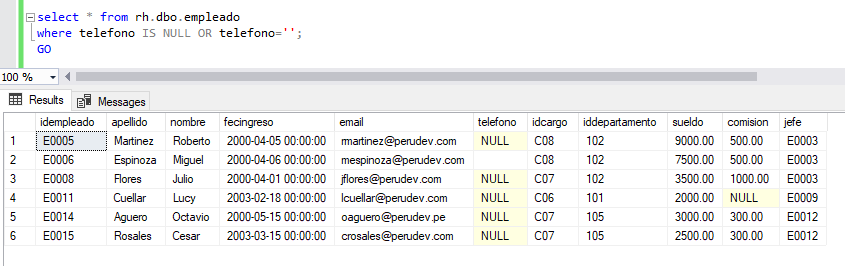 select * from rh.dbo.empleado
where telefono IS NULL OR telefono='';
GO
100 %
Results Messages
idempleado apellido nombre fecingreso email telefono idcargo iddepartamento sueldo comision jefe
1 E0005 Martinez Roberto 2000-04-05 00:00:00 rmartinez@perudev.com NULL C08 102 9000.00 500.00 E0003
2 E0006 Espinoza Miguel 2000-04-06 00:00:00 mespinoza@perudev.com C08 102 7500.00 500.00 E0003
3 E0008 Flores Julio 2000-04-01 00:00:00 jflores@perudev.com NULL C07 102 3500.00 1000.00 E0003
4 E0011 Cuellar Lucy 2003-02-18 00:00:00 lcuellar@perudev.com NULL C06 101 2000.00 NULL E0009
5 E0014 Aguero Octavio 2000-05-15 00:00:00 oaguero@perudev.pe NULL C07 105 3000.00 300.00 E0012
6 E0015 Rosales Cesar 2003-03-15 00:00:00 crosales@perudev.com NULL C07 105 2500.00 300.00 E0012